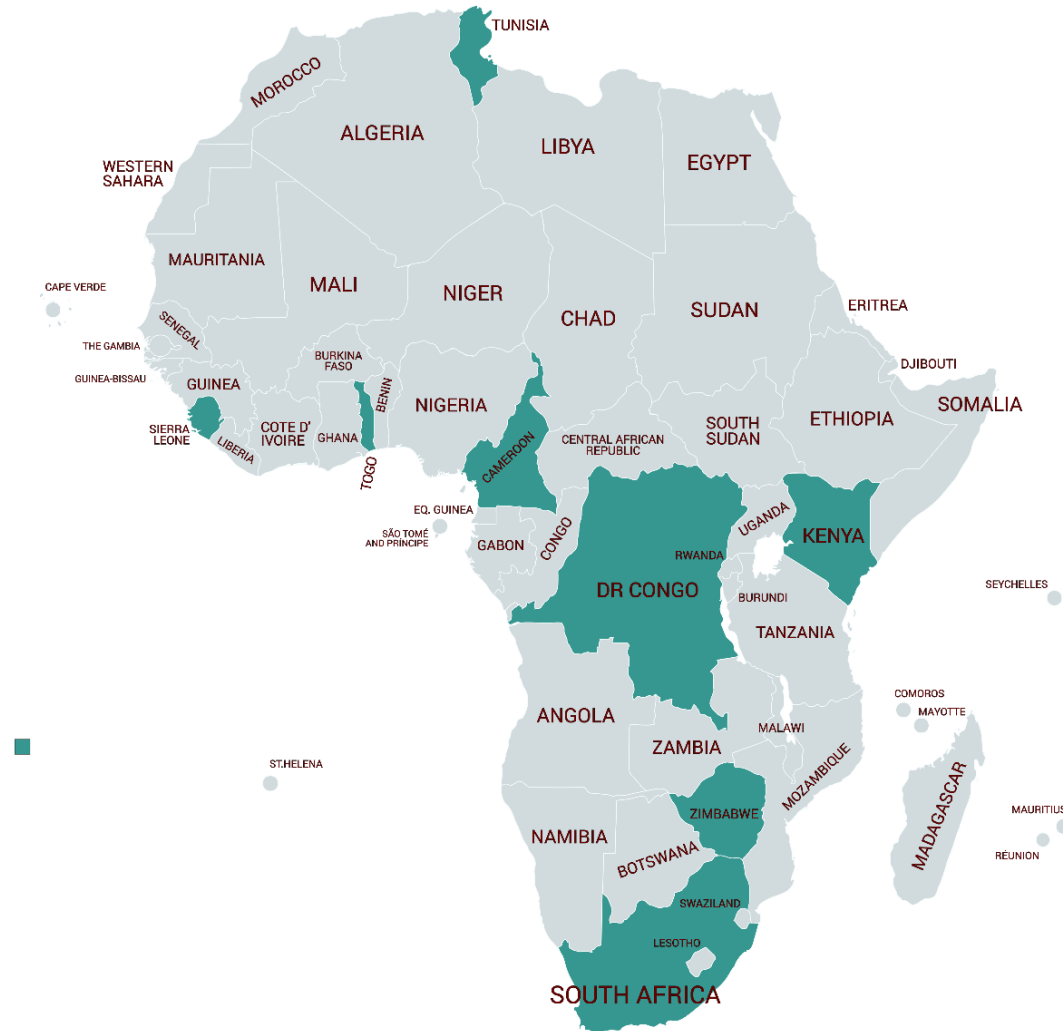 TUNISIA
MOROCCO
ALGERIA
LIBYA
EGYPT
WESTERN
SAHARA
MAURITANIA
MALI
NIGER
CHAD
SUDAN
ERITREA
CAPE VERDE
SENEGAL
THE GAMBIA
GUINEA-BISSAU
GUINEA
BURKINA
FASO
BENIN
NIGERIA
DJIBOUTI
SOMALIA
ETHIOPIA
SOUTH
SUDAN
CENTRAL AFRICAN
REPUBLIC
CAMEROON
SIERRA
LEONE
LIBERIA
COTE D'
IVOIRE
GHANA
TOGO
EQ. GUINEA
SÃO TOMÉ
AND PRÍNCIPE
GABON
CONGO
UGANDA
KENYA
RWANDA
DR CONGO
BURUNDI
TANZANIA
SEYCHELLES
COMOROS
MAYOTTE
ANGOLA
ZAMBIA
MALAWI
MOZAMBIQUE
ST.HELENA
MADAGASCAR
MAURITIUS
RÉUNION
ZIMBABWE
NAMIBIA
BOTSWANA
SWAZILAND
LESOTHO
SOUTH AFRICA